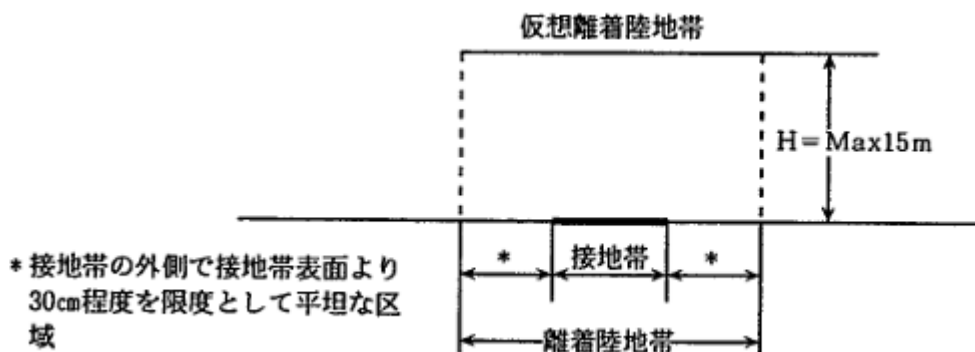 仮想離着陸地帯
H=Max15m
* 接地帯 *
*接地帯の外側で接地帯表面より
30㎝程度を限度として平坦な区
域
離着陸地帯